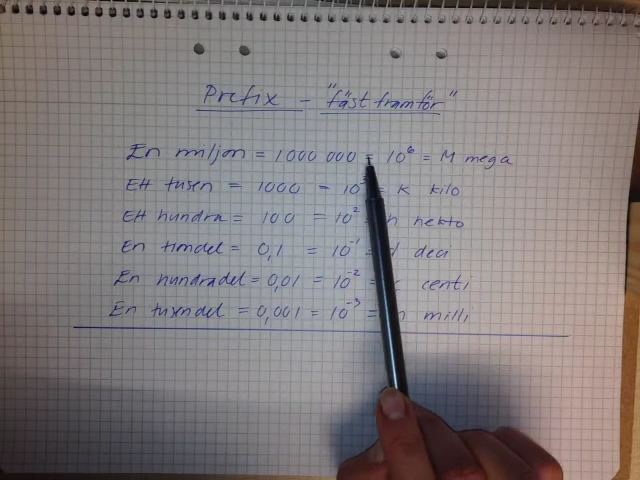 Prefix – "fäst framför"
En miljon = 1000 000 = 10⁶ = M mega
Ett tusen = 1000 = 10 = k kilo
Ett hundra = 100 = 10² = h hekto
En tiondel = 0,1 = 10⁻¹ = d deci
En hundradel = 0,01 = 10⁻² = c centi
En tusendel = 0,001 = 10⁻³ = m milli